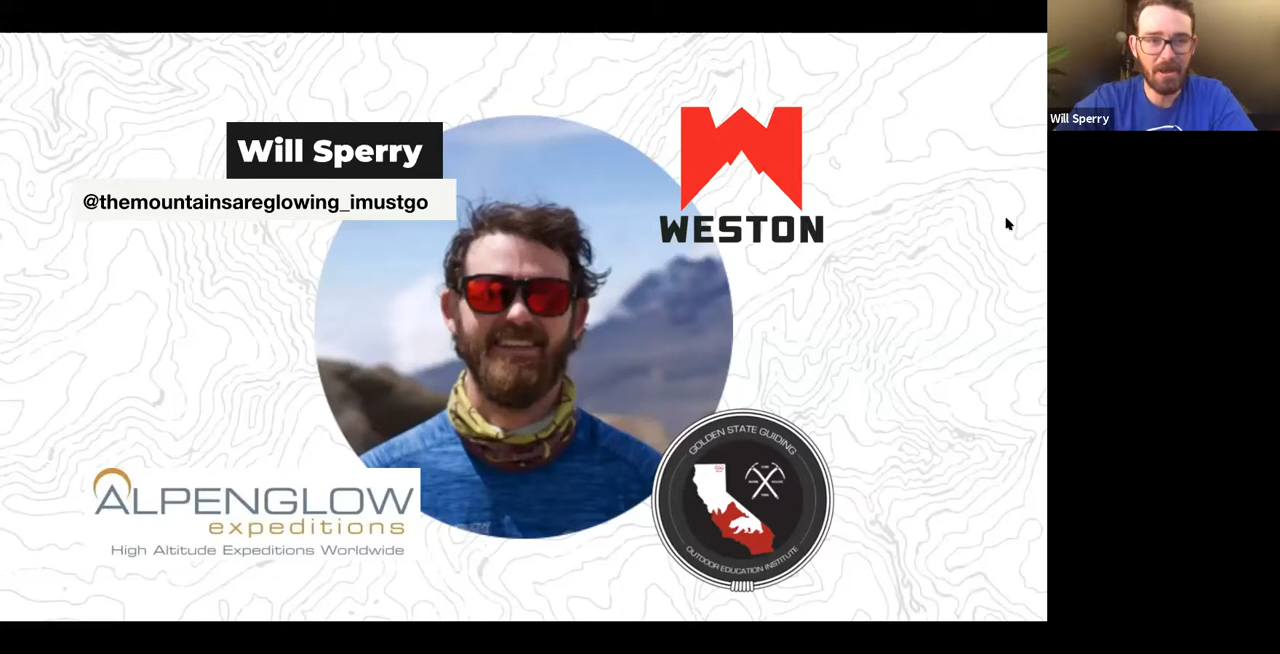 Will Sperry
@themountainsareglowing_imustgo
WESTON
Will Sperry
ALPENGLOW
expeditions
High Altitude Expeditions Worldwide
GOLDEN STATE GUIDING
OUTDOOR EDUCATION INSTITUTE